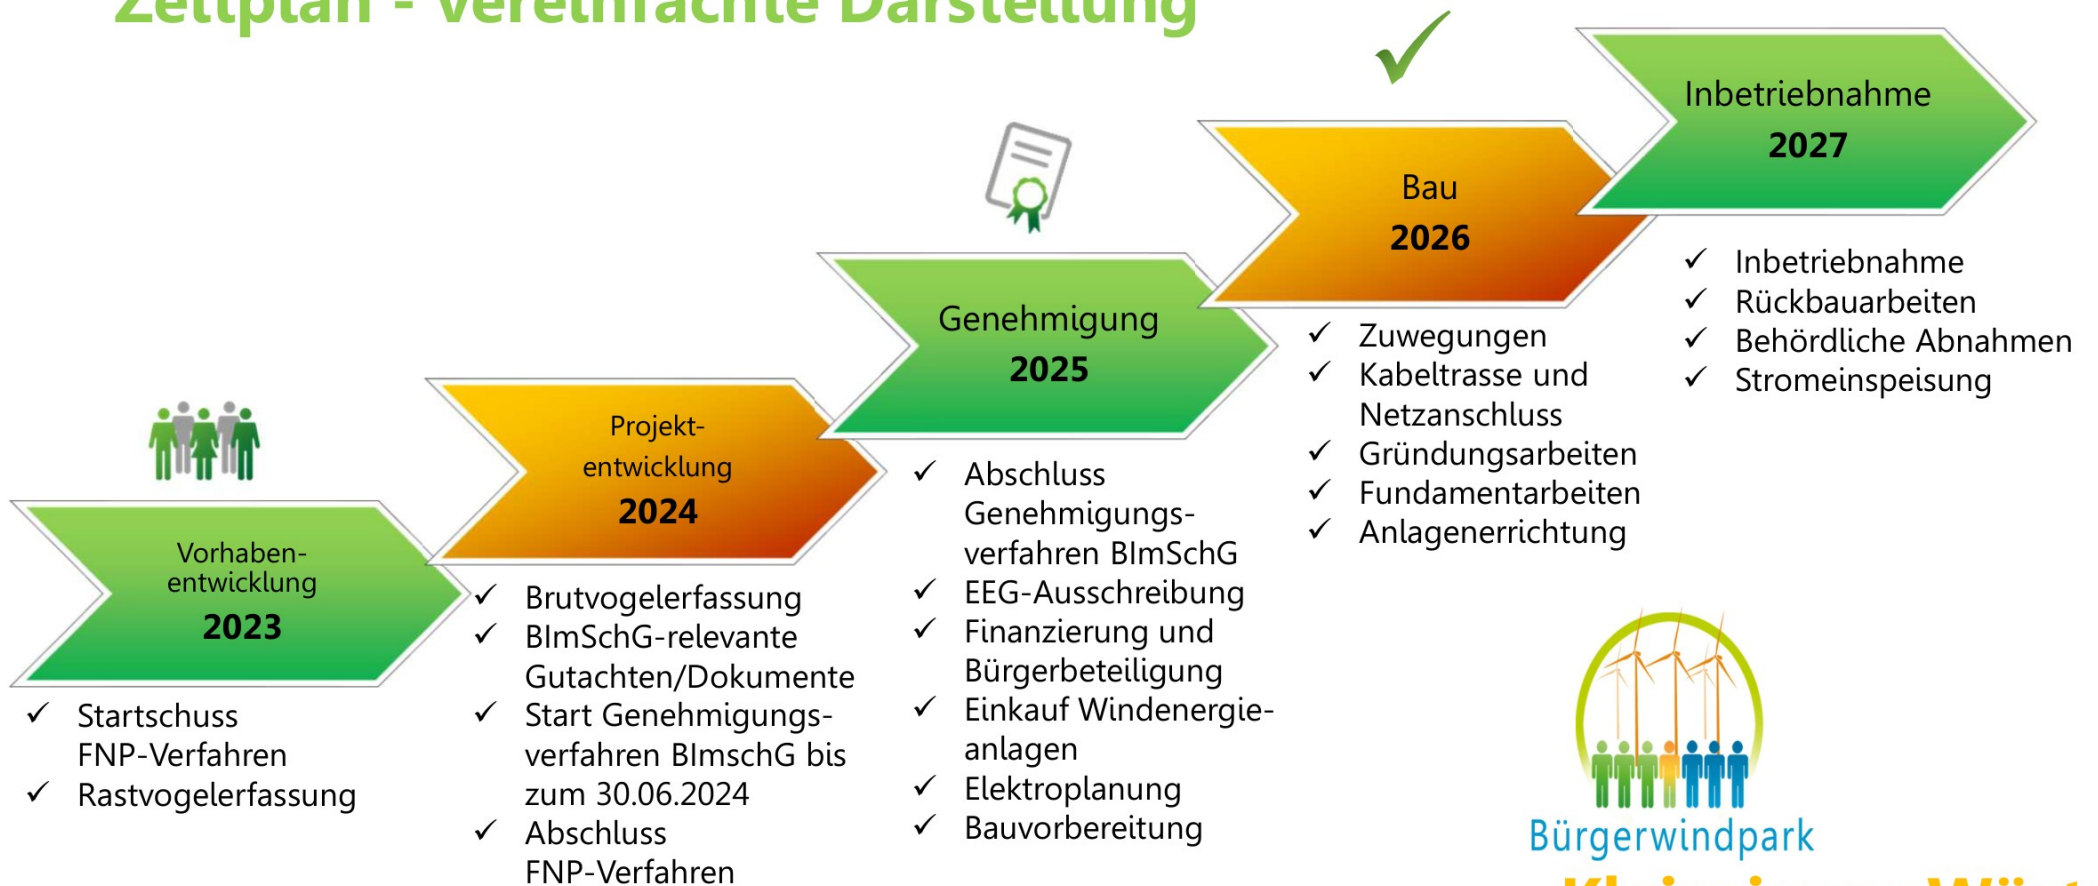 Zeitplan - Vereinfachte Darstellung
Vorhaben-
entwicklung
2023
Startschuss
FNP-Verfahren
Rastvogelerfassung
Projekt-
entwicklung
2024
Brutvogelerfassung
BImSchG-relevante
Gutachten/Dokumente
Start Genehmigungs-
verfahren BImschG bis
zum 30.06.2024
Abschluss
FNP-Verfahren
Genehmigung
2025
Abschluss
Genehmigungs-
verfahren BImSchG
EEG-Ausschreibung
Finanzierung und
Bürgerbeteiligung
Einkauf Windenergie-
anlagen
Elektroplanung
Bauvorbereitung
Bau
2026
Zuwegungen
Kabeltrasse und
Netzanschluss
Gründungsarbeiten
Fundamentarbeiten
Anlagenerrichtung
Inbetriebnahme
2027
Inbetriebnahme
Rückbauarbeiten
Behördliche Abnahmen
Stromeinspeisung
Bürgerwindpark